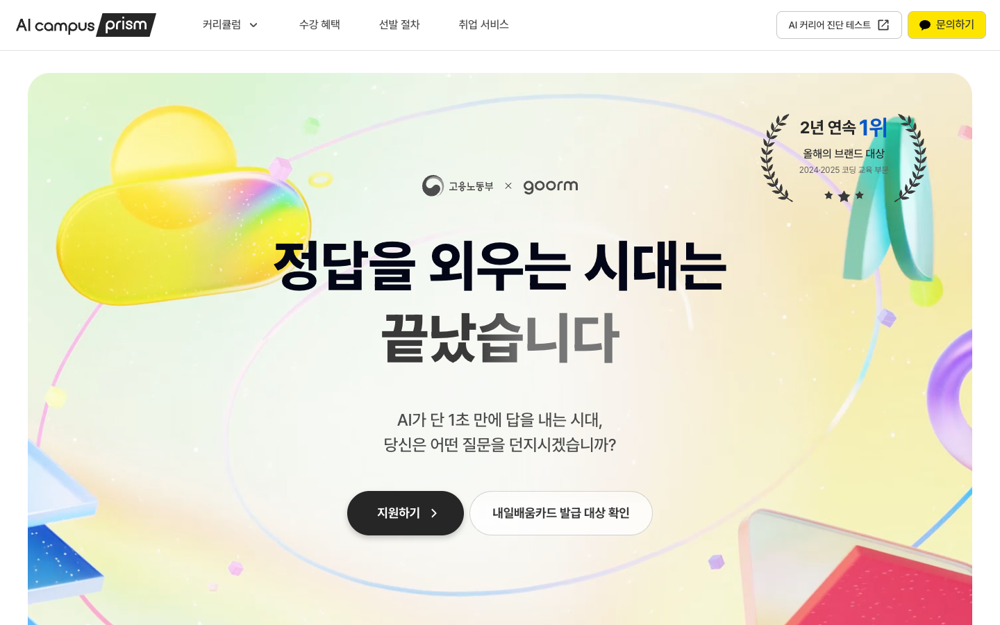 AI campus prism
커리큘럼
수강 혜택
선발 절차
취업 서비스
AI 커리어 진단 테스트
문의하기
2년 연속 1위
올해의 브랜드 대상
2024·2025 코딩 교육 부문
고용노동부 × goorm
정답을 외우는 시대는
끝났습니다
AI가 단 1초 만에 답을 내는 시대,
당신은 어떤 질문을 던지시겠습니까?
지원하기
내일배움카드 발급 대상 확인